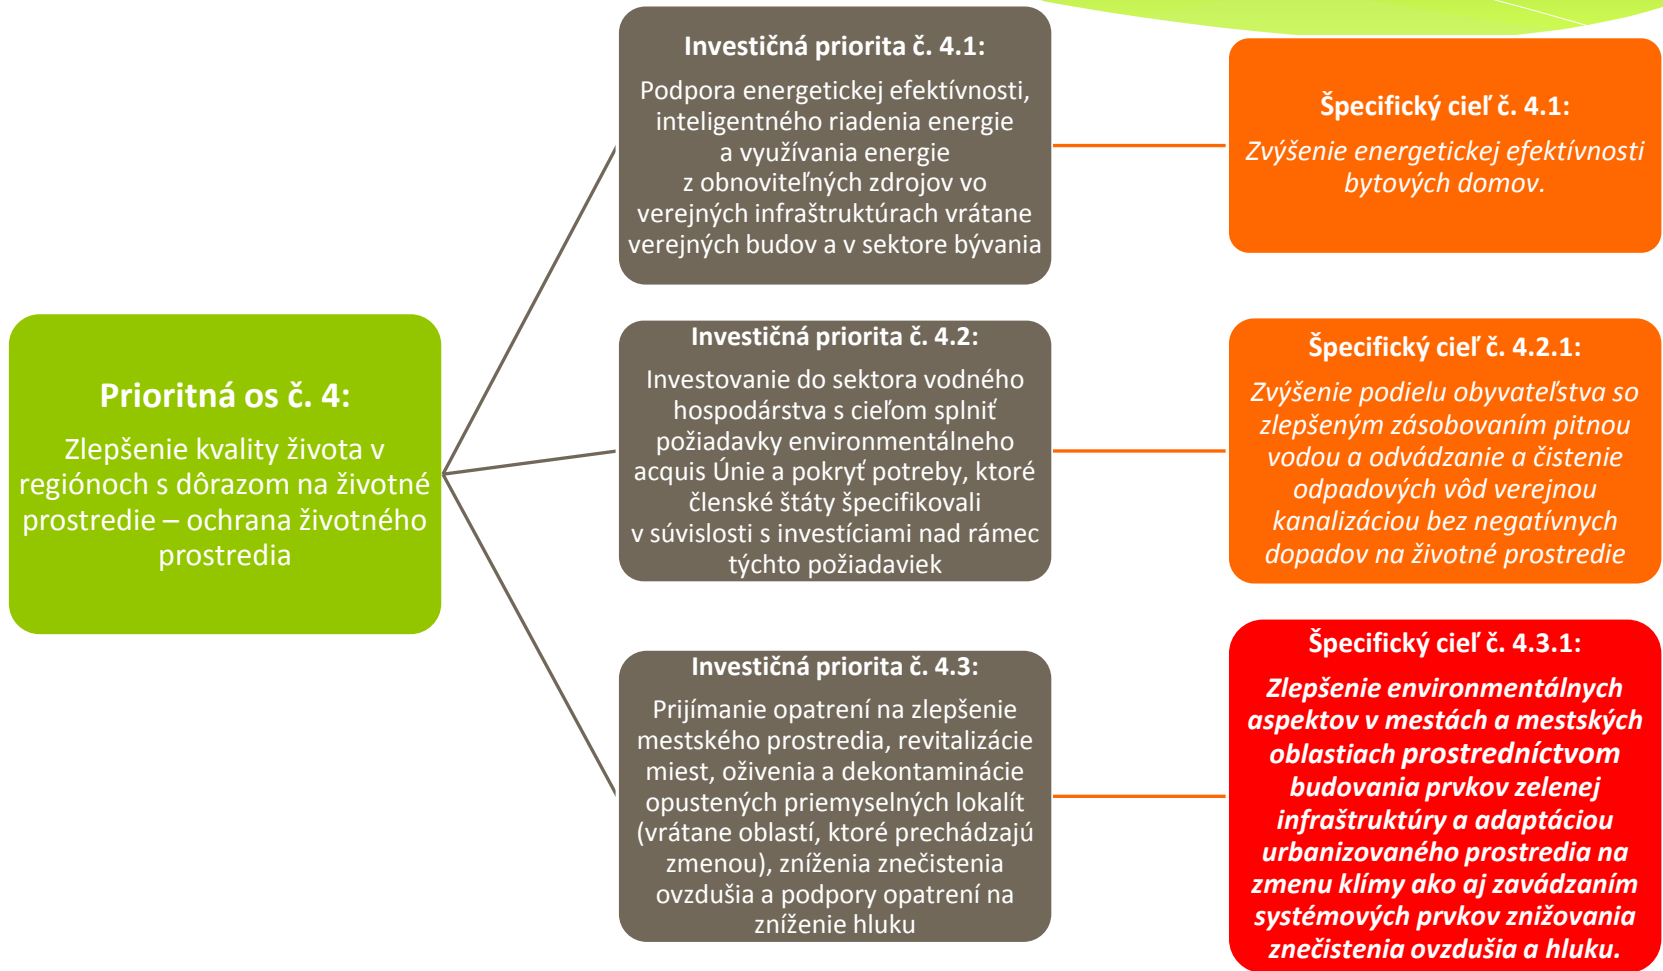 Prioritná os č. 4:
Zlepšenie kvality života v
regiónoch s dôrazom na životné
prostredie – ochrana životného
prostredia
Investičná priorita č. 4.1:
Podpora energetickej efektívnosti,
inteligentného riadenia energie
a využívania energie
z obnoviteľných zdrojov vo
verejných infraštruktúrach vrátane
verejných budov a v sektore bývania
Špecifický cieľ č. 4.1:
Zvýšenie energetickej efektívnosti
bytových domov.
Investičná priorita č. 4.2:
Investovanie do sektora vodného
hospodárstva s cieľom splniť
požiadavky environmentálneho
acquis Únie a pokryť potreby, ktoré
členské štáty špecifikovali
v súvislosti s investíciami nad rámec
týchto požiadaviek
Špecifický cieľ č. 4.2.1:
Zvýšenie podielu obyvateľstva so
zlepšeným zásobovaním pitnou
vodou a odvádzanie a čistenie
odpadových vôd verejnou
kanalizáciou bez negatívnych
dopadov na životné prostredie
Investičná priorita č. 4.3:
Prijímanie opatrení na zlepšenie
mestského prostredia, revitalizácie
miest, oživenia a dekontaminácie
opustených priemyselných lokalít
(vrátane oblastí, ktoré prechádzajú
zmenou), zníženia znečistenia
ovzdušia a podpory opatrení na
zníženie hluku
Špecifický cieľ č. 4.3.1:
Zlepšenie environmentálnych
aspektov v mestách a mestských
oblastiach prostredníctvom
budovania prvkov zelenej
infraštruktúry a adaptáciou
urbanizovaného prostredia na
zmenu klímy ako aj zavádzaním
systémových prvkov znižovania
znečistenia ovzdušia a hluku.